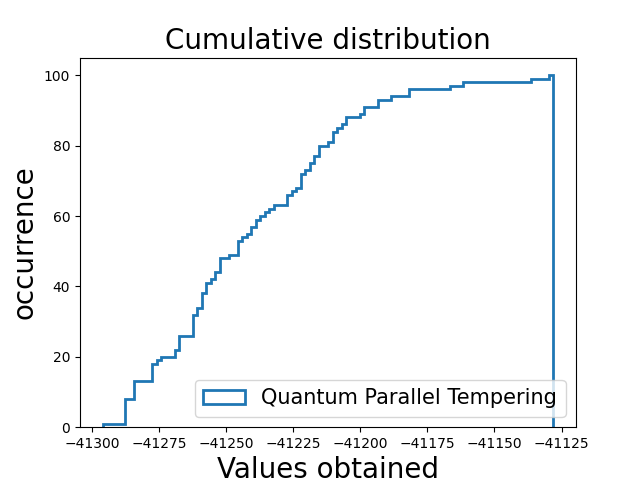 Cumulative distribution
occurrence
100
80
60
40
20
0
Quantum Parallel Tempering
−41300 −41275 −41250 −41225 −41200 −41175 −41150 −41125
Values obtained